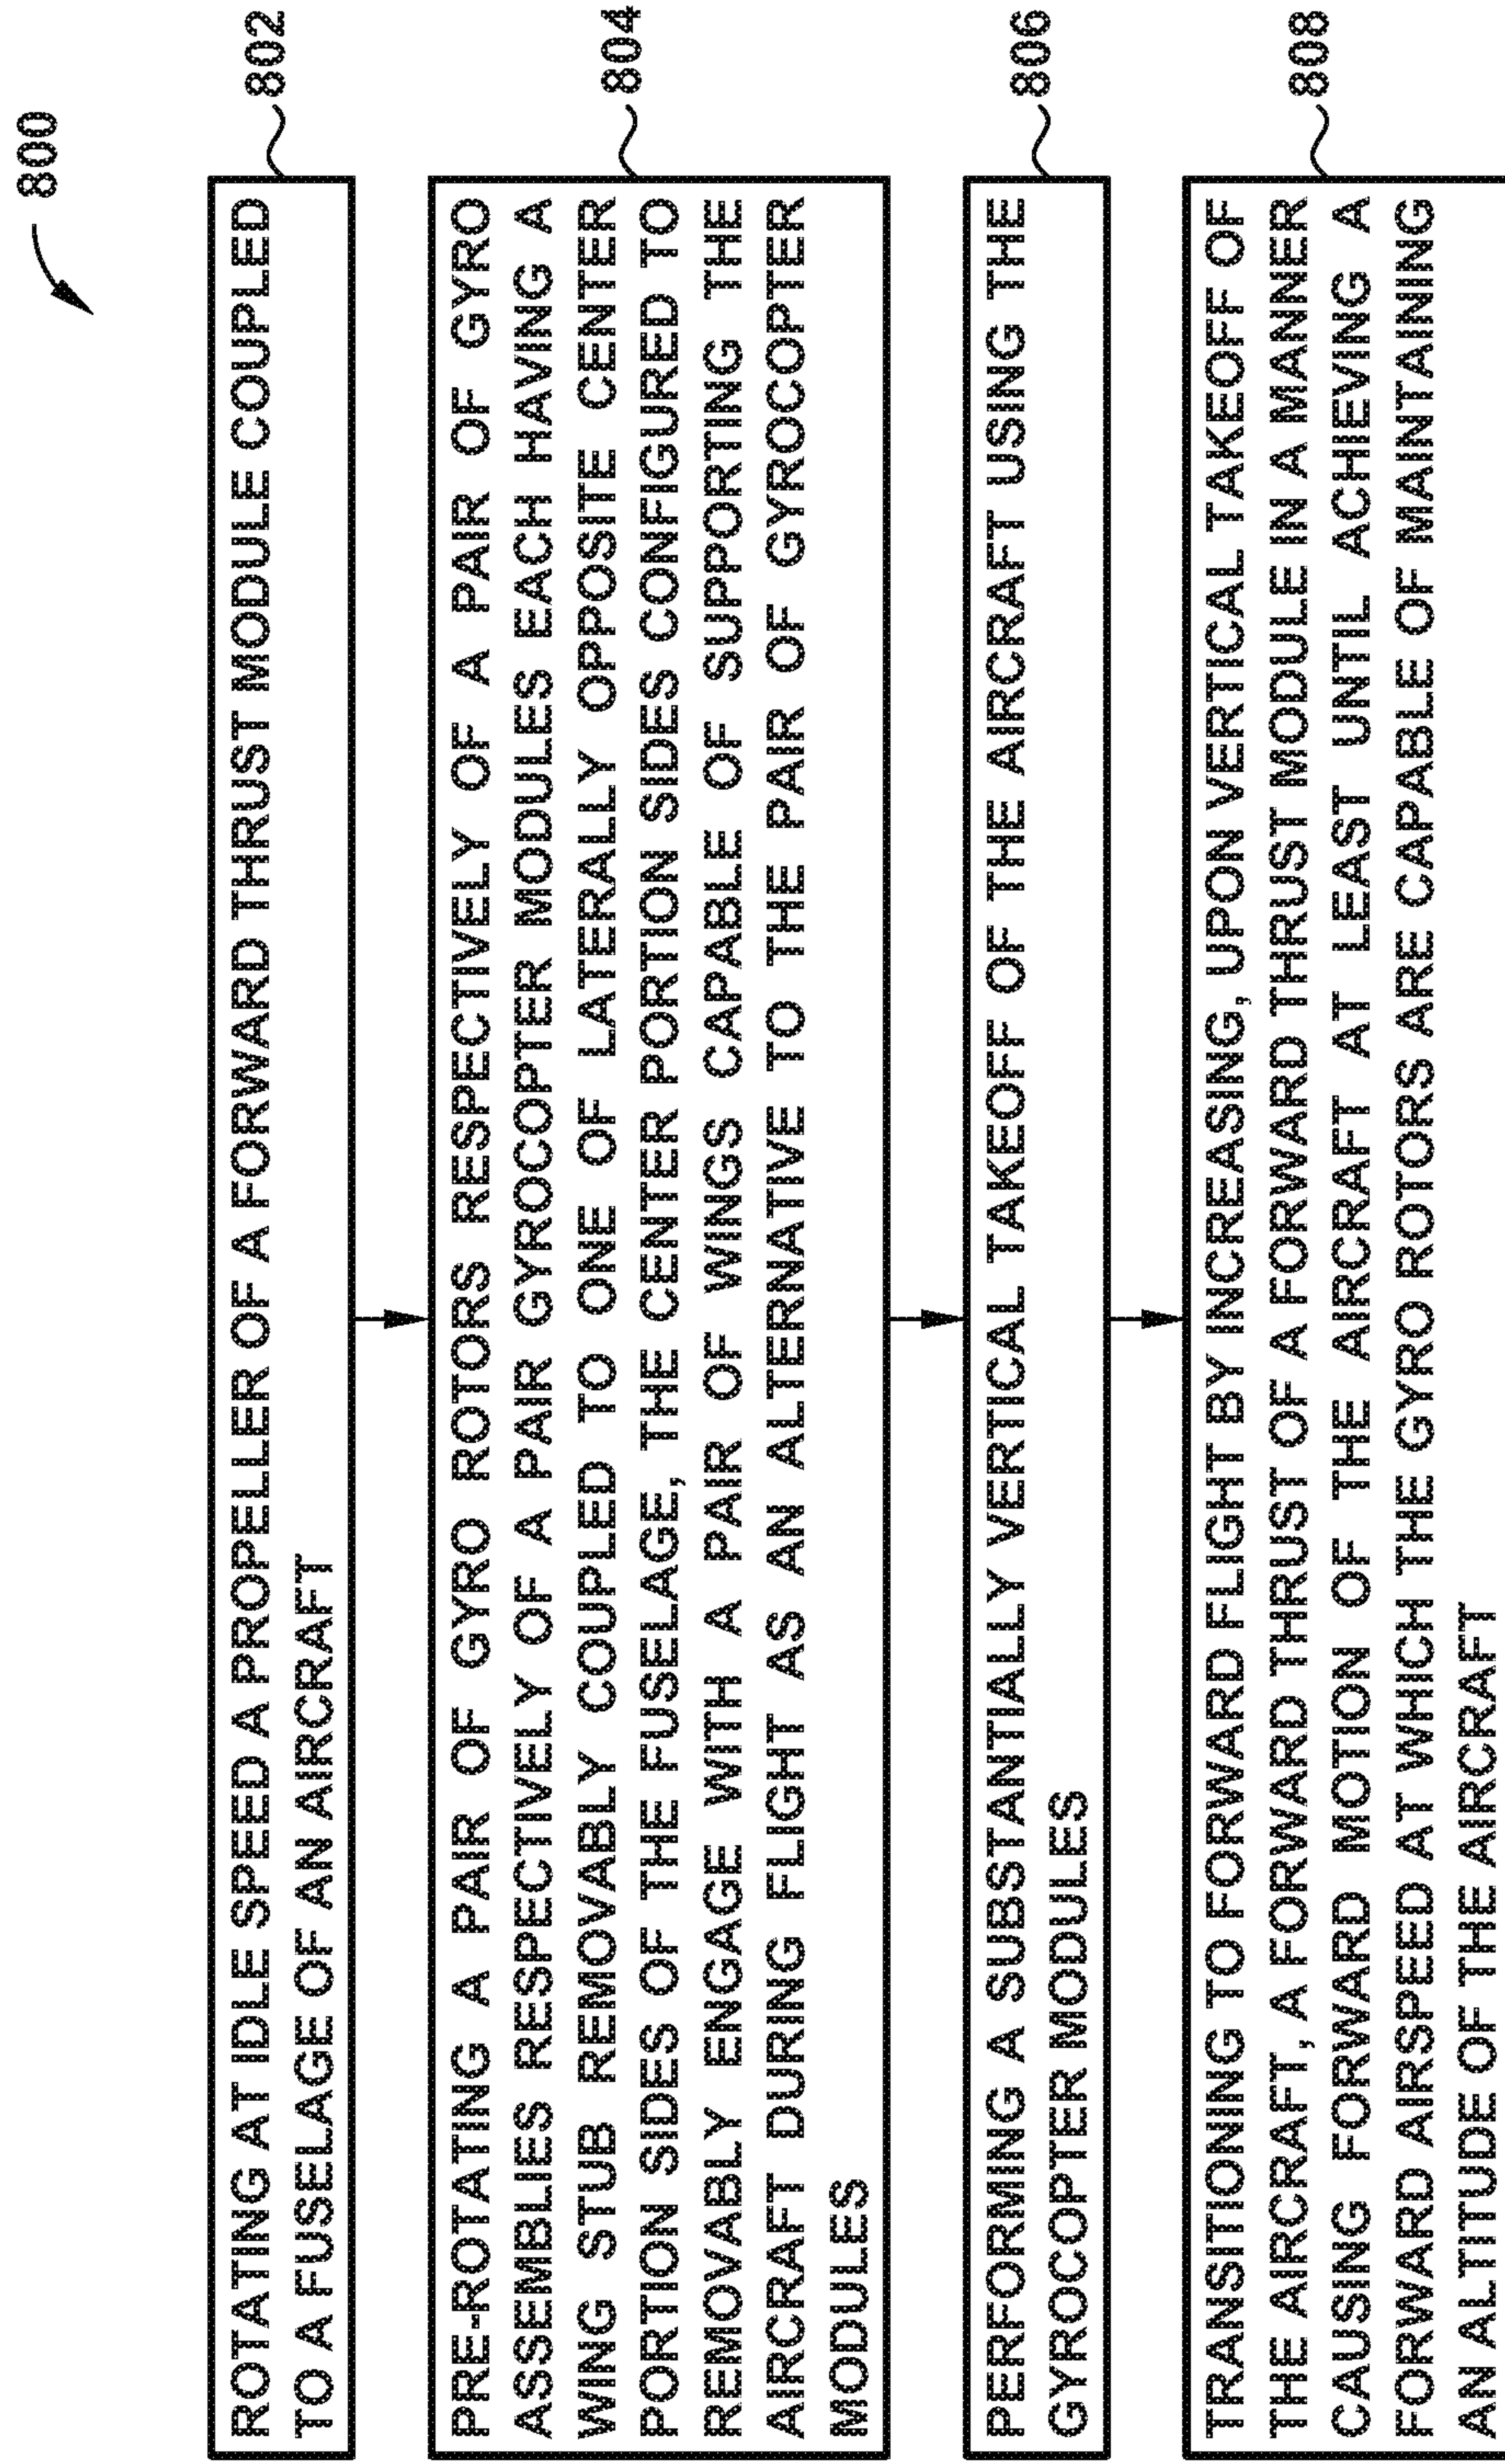 800
ROTATING AT IDLE SPEED A PROPELLER OF A FORWARD THRUST MODULE COUPLED
TO A FUSELAGE OF AN AIRCRAFT
802
PRE-ROTATING A PAIR OF GYRO ROTORS RESPECTIVELY OF A PAIR OF GYRO
ASSEMBLIES RESPECTIVELY OF A PAIR GYROCOPTER MODULES EACH HAVING A
WING STUB REMOVABLY COUPLED TO ONE OF LATERALLY OPPOSITE CENTER
PORTION SIDES OF THE FUSELAGE, THE CENTER PORTION SIDES CONFIGURED TO
REMOVABLY ENGAGE WITH A PAIR OF WINGS CAPABLE OF SUPPORTING THE
AIRCRAFT DURING FLIGHT AS AN ALTERNATIVE TO THE PAIR OF GYROCOPTER
MODULES
804
PERFORMING A SUBSTANTIALLY VERTICAL TAKEOFF OF THE AIRCRAFT USING THE
GYROCOPTER MODULES
806
TRANSITIONING TO FORWARD FLIGHT BY INCREASING, UPON VERTICAL TAKEOFF OF
THE AIRCRAFT, A FORWARD THRUST OF A FORWARD THRUST MODULE IN A MANNER
CAUSING FORWARD MOTION OF THE AIRCRAFT AT LEAST UNTIL ACHIEVING A
FORWARD AIRSPEED AT WHICH THE GYRO ROTORS ARE CAPABLE OF MAINTAINING
AN ALTITUDE OF THE AIRCRAFT
808